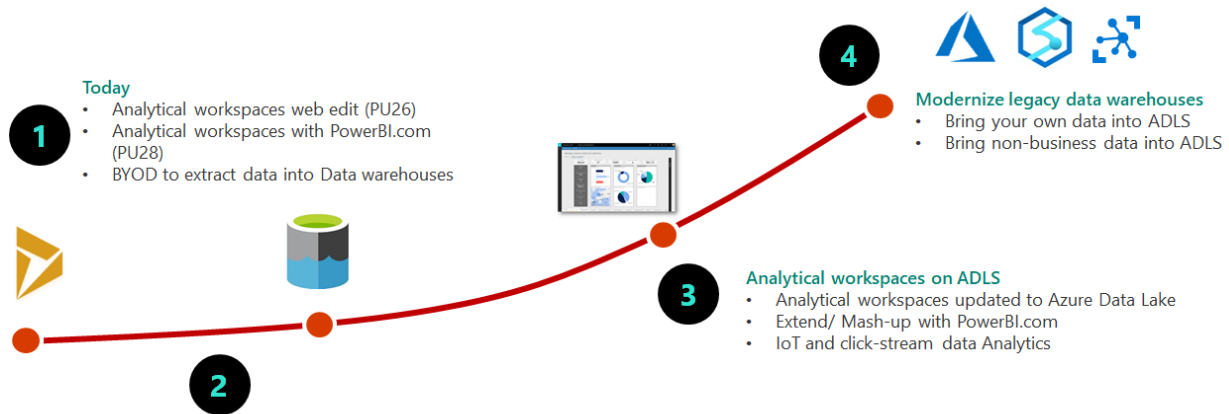 1
Today
• Analytical workspaces web edit (PU26)
• Analytical workspaces with PowerBI.com
(PU28)
• BYOD to extract data into Data warehouses
2
3
Analytical workspaces on ADLS
• Analytical workspaces updated to Azure Data Lake
• Extend/ Mash-up with PowerBI.com
• IoT and click-stream data Analytics
4
Modernize legacy data warehouses
• Bring your own data into ADLS
• Bring non-business data into ADLS